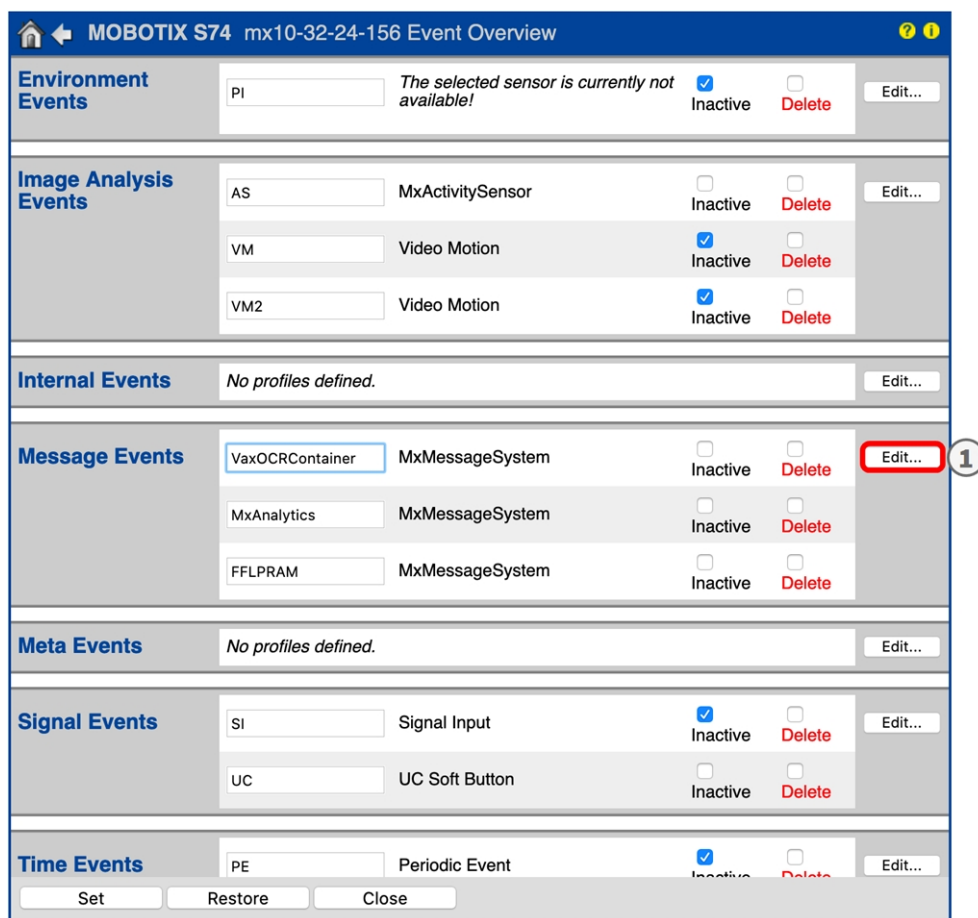 MOBOTIX S74 mx10-32-24-156 Event Overview ? i
Environment Events
PI
The selected sensor is currently not available!
Inactive
Delete
Edit...
Image Analysis Events
AS
MxActivitySensor
Inactive
Delete
Edit...
VM
Video Motion
Inactive
Delete
VM2
Video Motion
Inactive
Delete
Internal Events
No profiles defined.
Edit...
Message Events
VaxOCRContainer
MxMessageSystem
Inactive
Delete
Edit...
1
MxAnalytics
MxMessageSystem
Inactive
Delete
FFLPRAM
MxMessageSystem
Inactive
Delete
Meta Events
No profiles defined.
Edit...
Signal Events
SI
Signal Input
Inactive
Delete
Edit...
UC
UC Soft Button
Inactive
Delete
Time Events
PE
Periodic Event
Inactive
Delete
Edit...
Set
Restore
Close